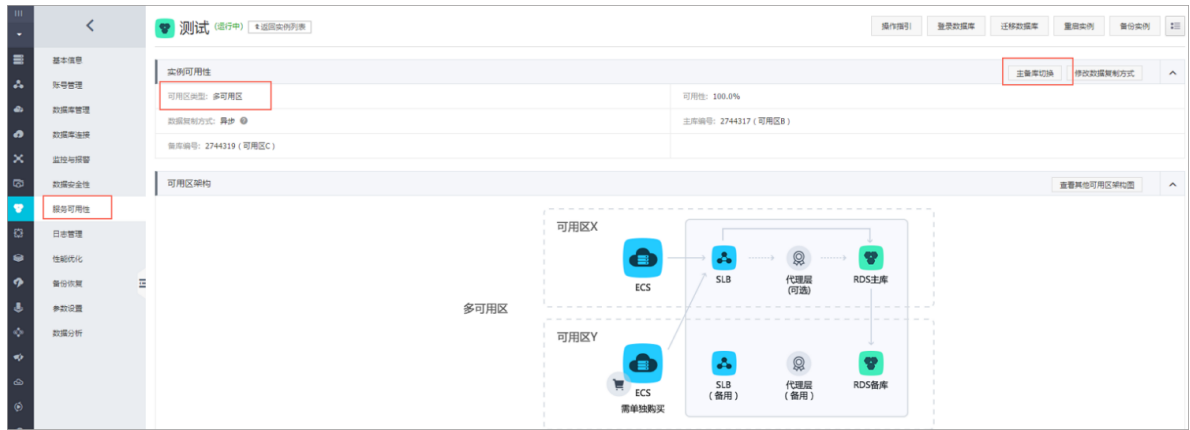 测试 (运行中) 返回实例列表
操作指引 登录数据库 迁移数据库 重启实例 备份实例
基本信息
账号管理
数据库管理
数据库连接
监控与报警
数据安全性
服务可用性
日志管理
性能优化
备份恢复
参数设置
数据分析
实例可用性 主备库切换 修改数据复制方式
可用区类型: 多可用区 可用性: 100.0%
数据复制方式: 异步 主库编号: 2744317 ( 可用区B )
备库编号: 2744319 ( 可用区C )
可用区架构 查看其他可用区架构图
多可用区
可用区X
ECS SLB 代理层 RDS主库
(可选)
可用区Y
ECS
需单独购买
SLB 代理层 RDS备库
( 备用 ) ( 备用 )